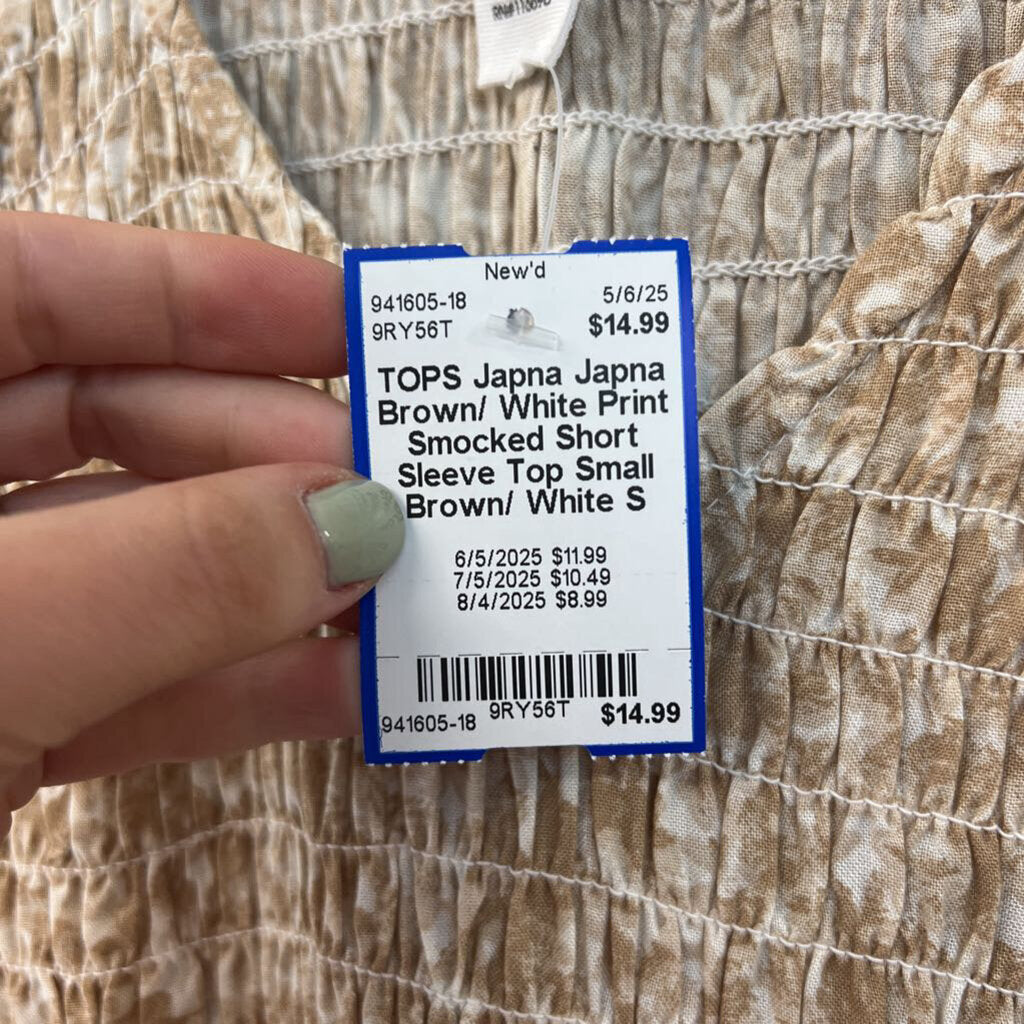 New'd
941605-18 5/6/25
9RY56T $14.99
TOPS Japna Japna
Brown/ White Print
Smocked Short
Sleeve Top Small
Brown/ White S
6/5/2025 $11.99
7/5/2025 $10.49
8/4/2025 $8.99
941605-18 9RY56T $14.99